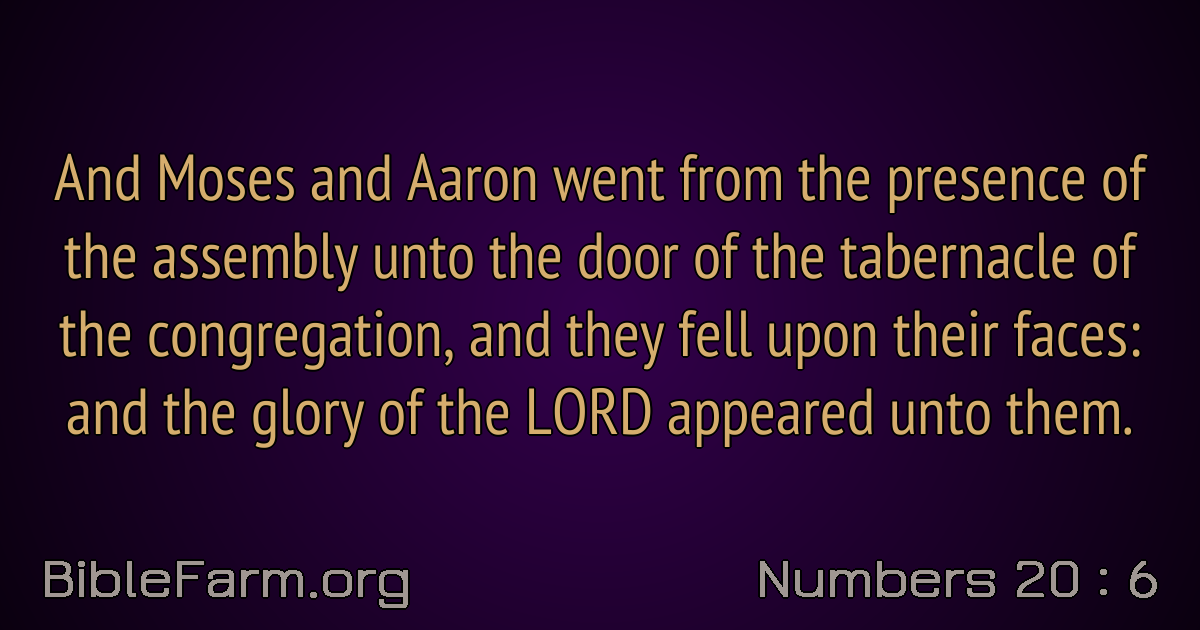 And Moses and Aaron went from the presence of
the assembly unto the door of the tabernacle of
the congregation, and they fell upon their faces:
and the glory of the LORD appeared unto them.
BibleFarm.org
Numbers 20 : 6